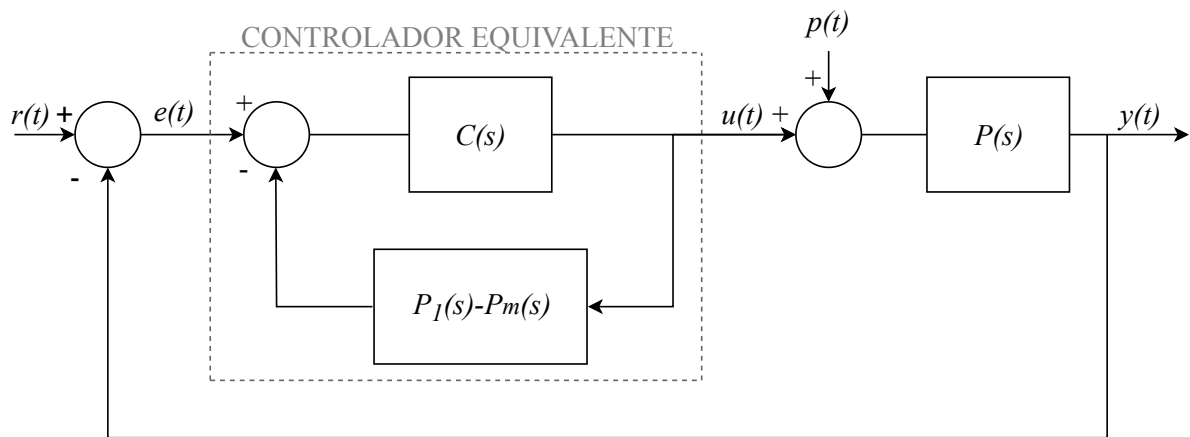 CONTROLADOR EQUIVALENTE
p(t)
+
r(t) +
-
e(t)
+
-
C(s)
u(t) +
P(s)
y(t)
P1(s)-Pm(s)